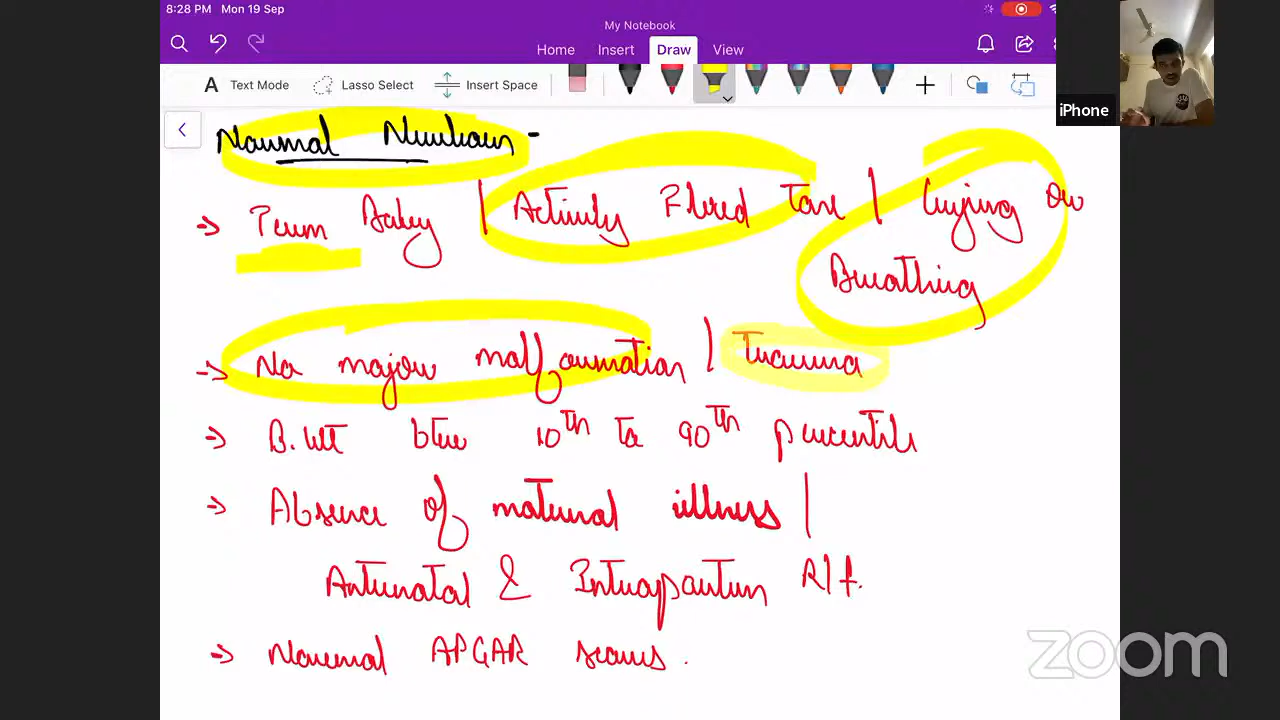 8:28 PM Mon 19 Sep
My Notebook
Home Insert Draw View
A Text Mode Lasso Select Insert Space
iPhone
Normal Newborn -
→ Term Baby | Actively Flexed Tone | Crying or
Breathing
→ No major malformation | Trauma
→ B.wt btw 10th to 90th percentile
→ Absence of maternal illness |
Antenatal & Intrapartum R/f.
→ Normal APGAR scores.
zoom